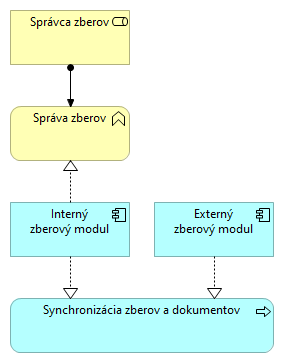 Správca zberov
Správa zberov
Interný
zberový modul
Externý
zberový modul
Synchronizácia zberov a dokumentov